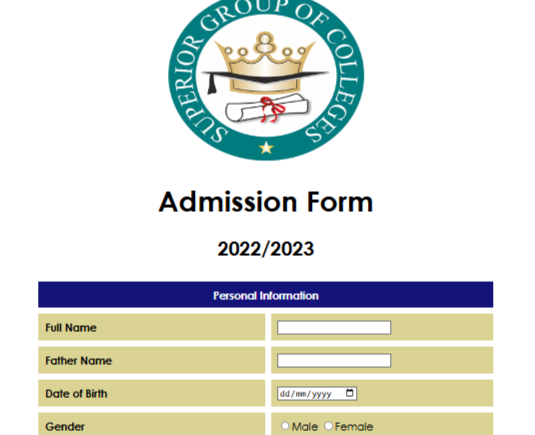 SUPERIOR GROUP OF COLLEGES
Admission Form
2022/2023
Personal Information
Full Name
Father Name
Date of Birth dd/mm/yyyy
Gender Male Female